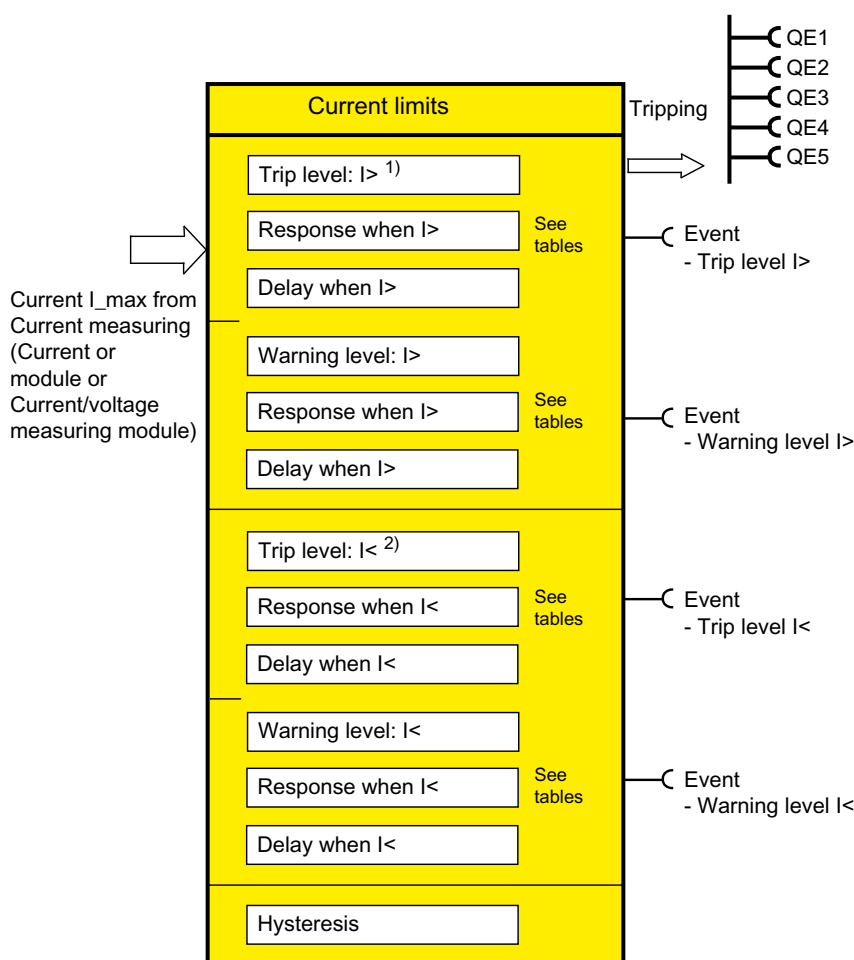 Current limits
Tripping
QE1
QE2
QE3
QE4
QE5
Trip level: I> 1)
Response when I>
See
tables
Delay when I>
Event
- Trip level I>
Current I_max from
Current measuring
(Current or
module or
Current/voltage
measuring module)
Warning level: I>
Response when I>
See
tables
Delay when I>
Event
- Warning level I>
Trip level: I< 2)
Response when I<
See
tables
Delay when I<
Event
- Trip level I<
Warning level: I<
Response when I<
See
tables
Delay when I<
Event
- Warning level I<
Hysteresis